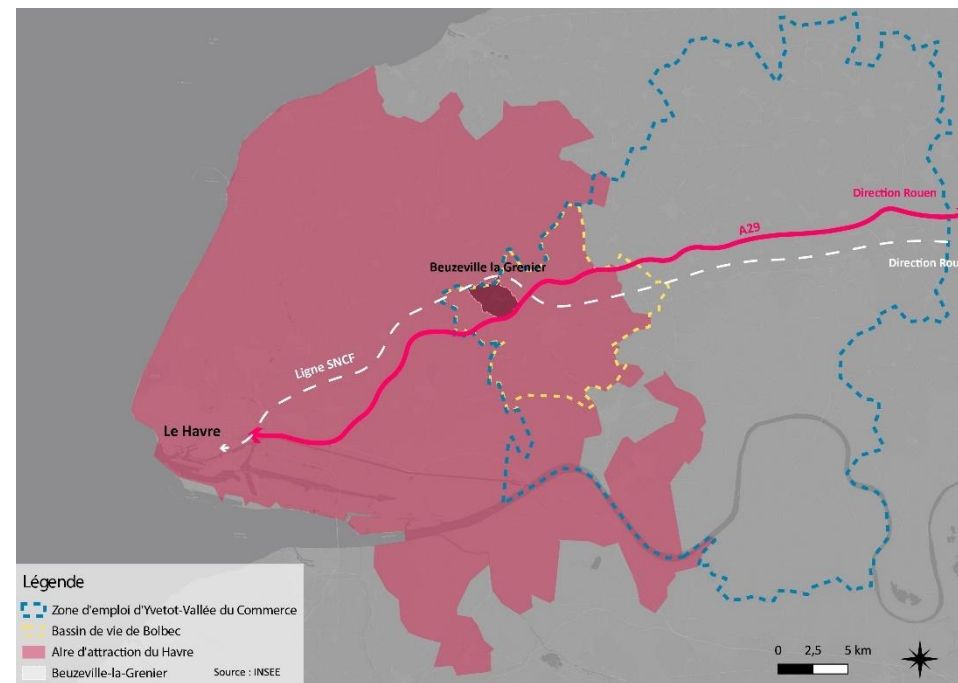 Direction Rouen
A29
Direction Rou
Beuzeville la Grenier
Ligne SNCF
Le Havre
Légende
Zone d'emploi d'Yvetot-Vallée du Commerce
Bassin de vie de Bolbec
Aire d'attraction du Havre
Beuzeville-la-Grenier Source : INSEE
0 2,5 5 km